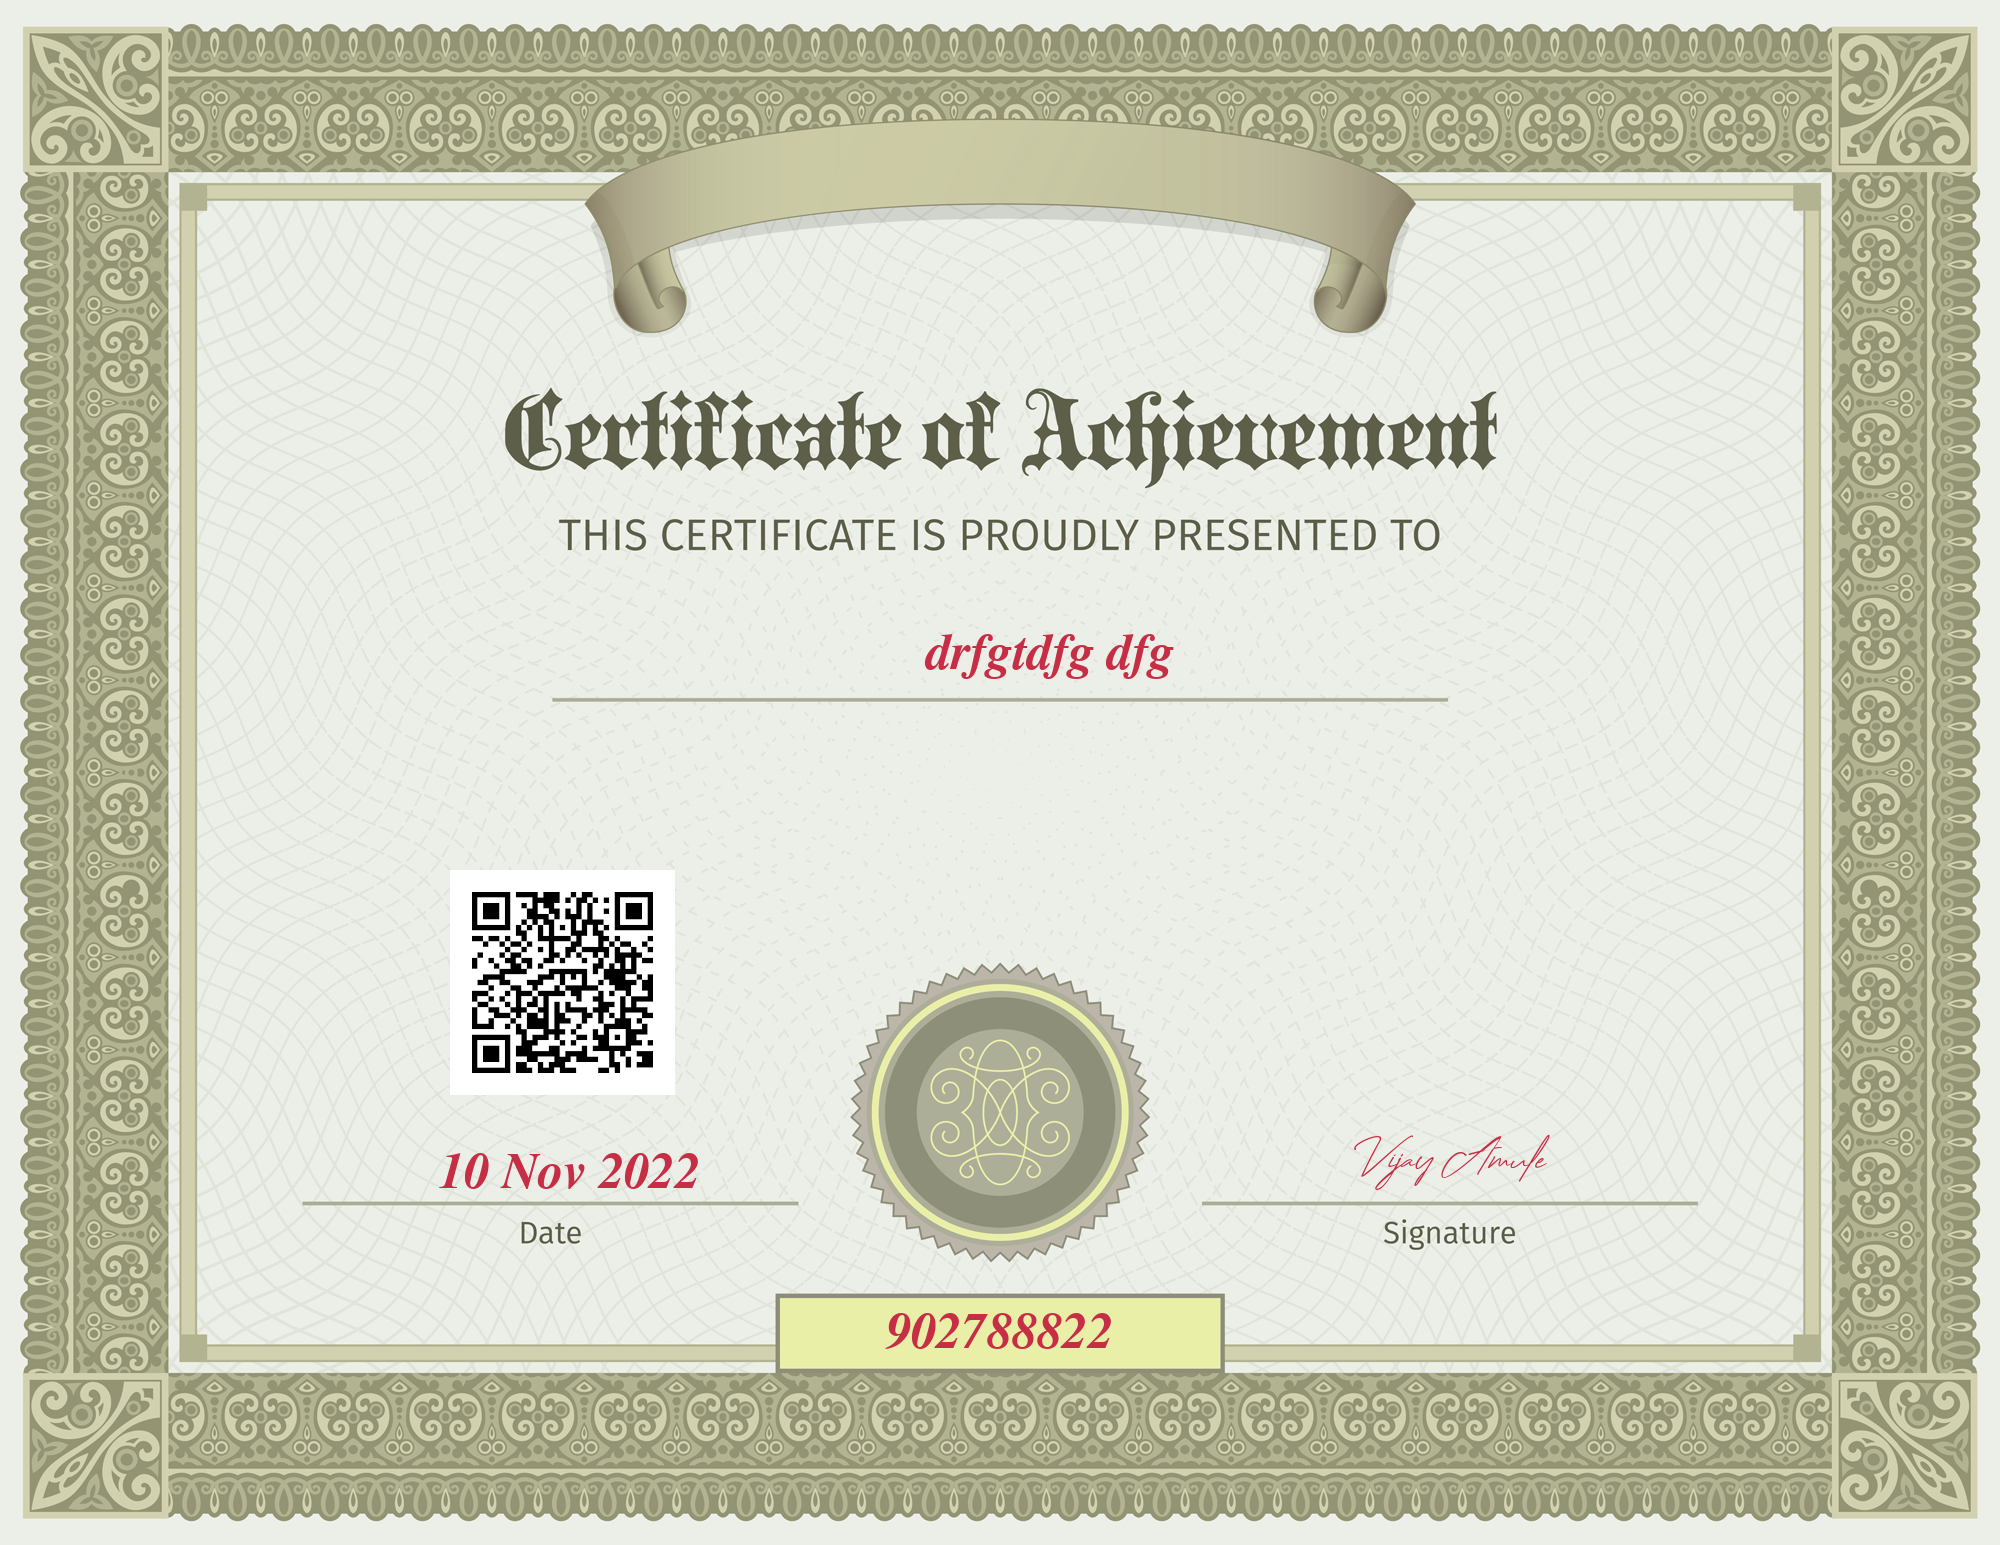 Certificate of Achievement
THIS CERTIFICATE IS PROUDLY PRESENTED TO
drfgtdfg dfg
10 Nov 2022
Date
Vijay Amule
Signature
902788822